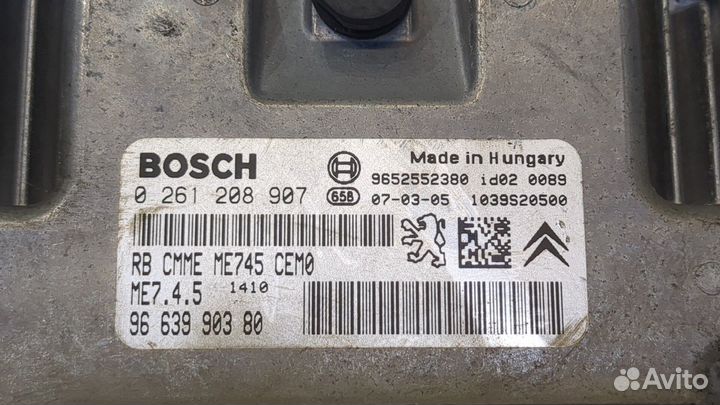 BOSCH
Made in Hungary
9652552380 id02 0089
0 261 208 907
658 07-03-05 1039S20500
RB CMME ME745 CEM0
ME7.4.5 1410
96 639 903 80
Avito